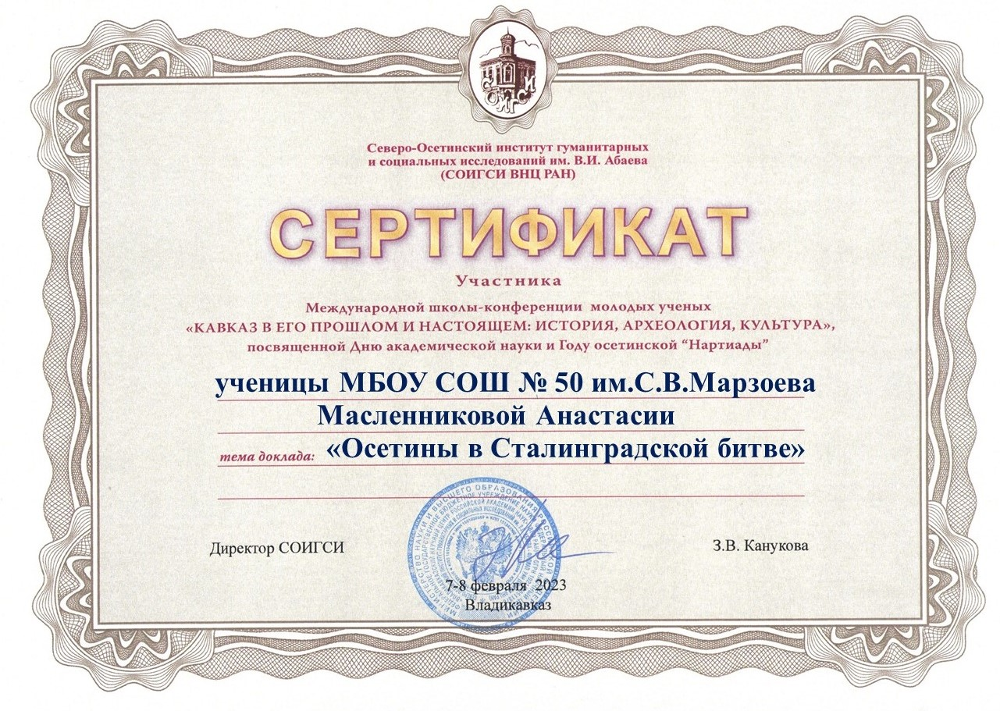 СОИГСИ
Северо-Осетинский институт гуманитарных
и социальных исследований им. В.И. Абаева
(СОИГСИ ВНЦ РАН)
СЕРТИФИКАТ
Участника
Международной школы-конференции молодых ученых
«КАВКАЗ В ЕГО ПРОШЛОМ И НАСТОЯЩЕМ: ИСТОРИЯ, АРХЕОЛОГИЯ, КУЛЬТУРА»,
посвященной Дню академической науки и Году осетинской “Нартиады”
ученицы МБОУ СОШ № 50 им.С.В.Марзоева
Масленниковой Анастасии
тема доклада: «Осетины в Сталинградской битве»
Директор СОИГСИ
З.В. Канукова
7-8 февраля 2023
Владикавказ